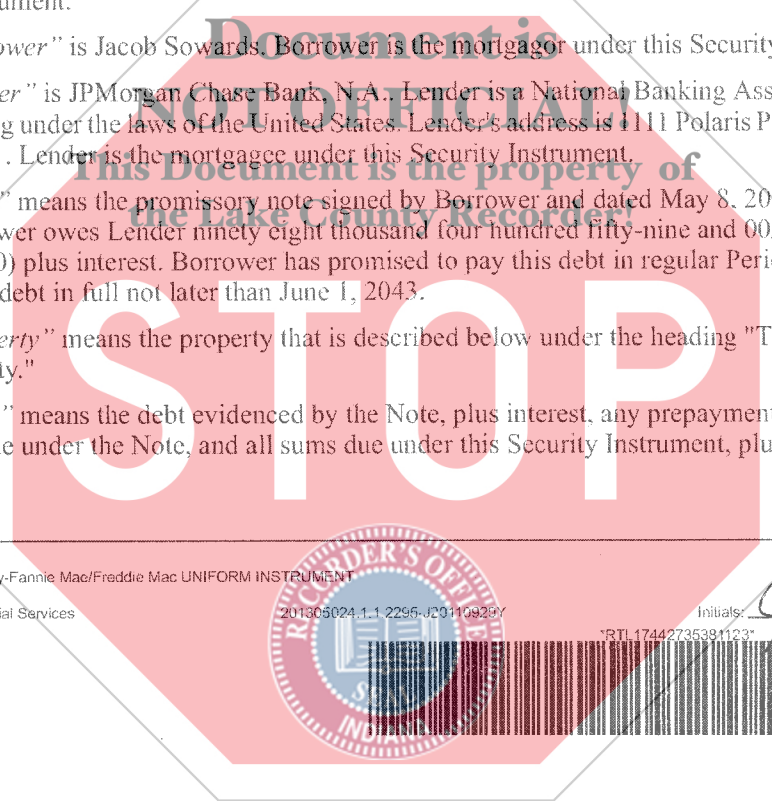 ument.
Document is
ower" is Jacob Sowards. Borrower is the mortgagor under this Security
NOT OFFICIAL!
er" is JPMorgan Chase Bank, N.A.. Lender is a National Banking Ass
g under the laws of the United States. Lender's address is 1111 Polaris P
. Lender is the mortgagee under this Security Instrument.
This Document is the property of
" means the promissory note signed by Borrower and dated May 8, 20
the Lake County Recorder!
wer owes Lender ninety eight thousand four hundred fifty-nine and 00
0) plus interest. Borrower has promised to pay this debt in regular Peri
debt in full not later than June 1, 2043.
erty" means the property that is described below under the heading "T
ty."
" means the debt evidenced by the Note, plus interest, any prepayment
e under the Note, and all sums due under this Security Instrument, plu
STOP
y-Fannie Mae/Freddie Mac UNIFORM INSTRUMENT
ial Services 201305024.1.1.2295-J20110929Y Initials:
*RTL17442735381123*
RECORDER'S OFFICE
SEAL
INDIANA